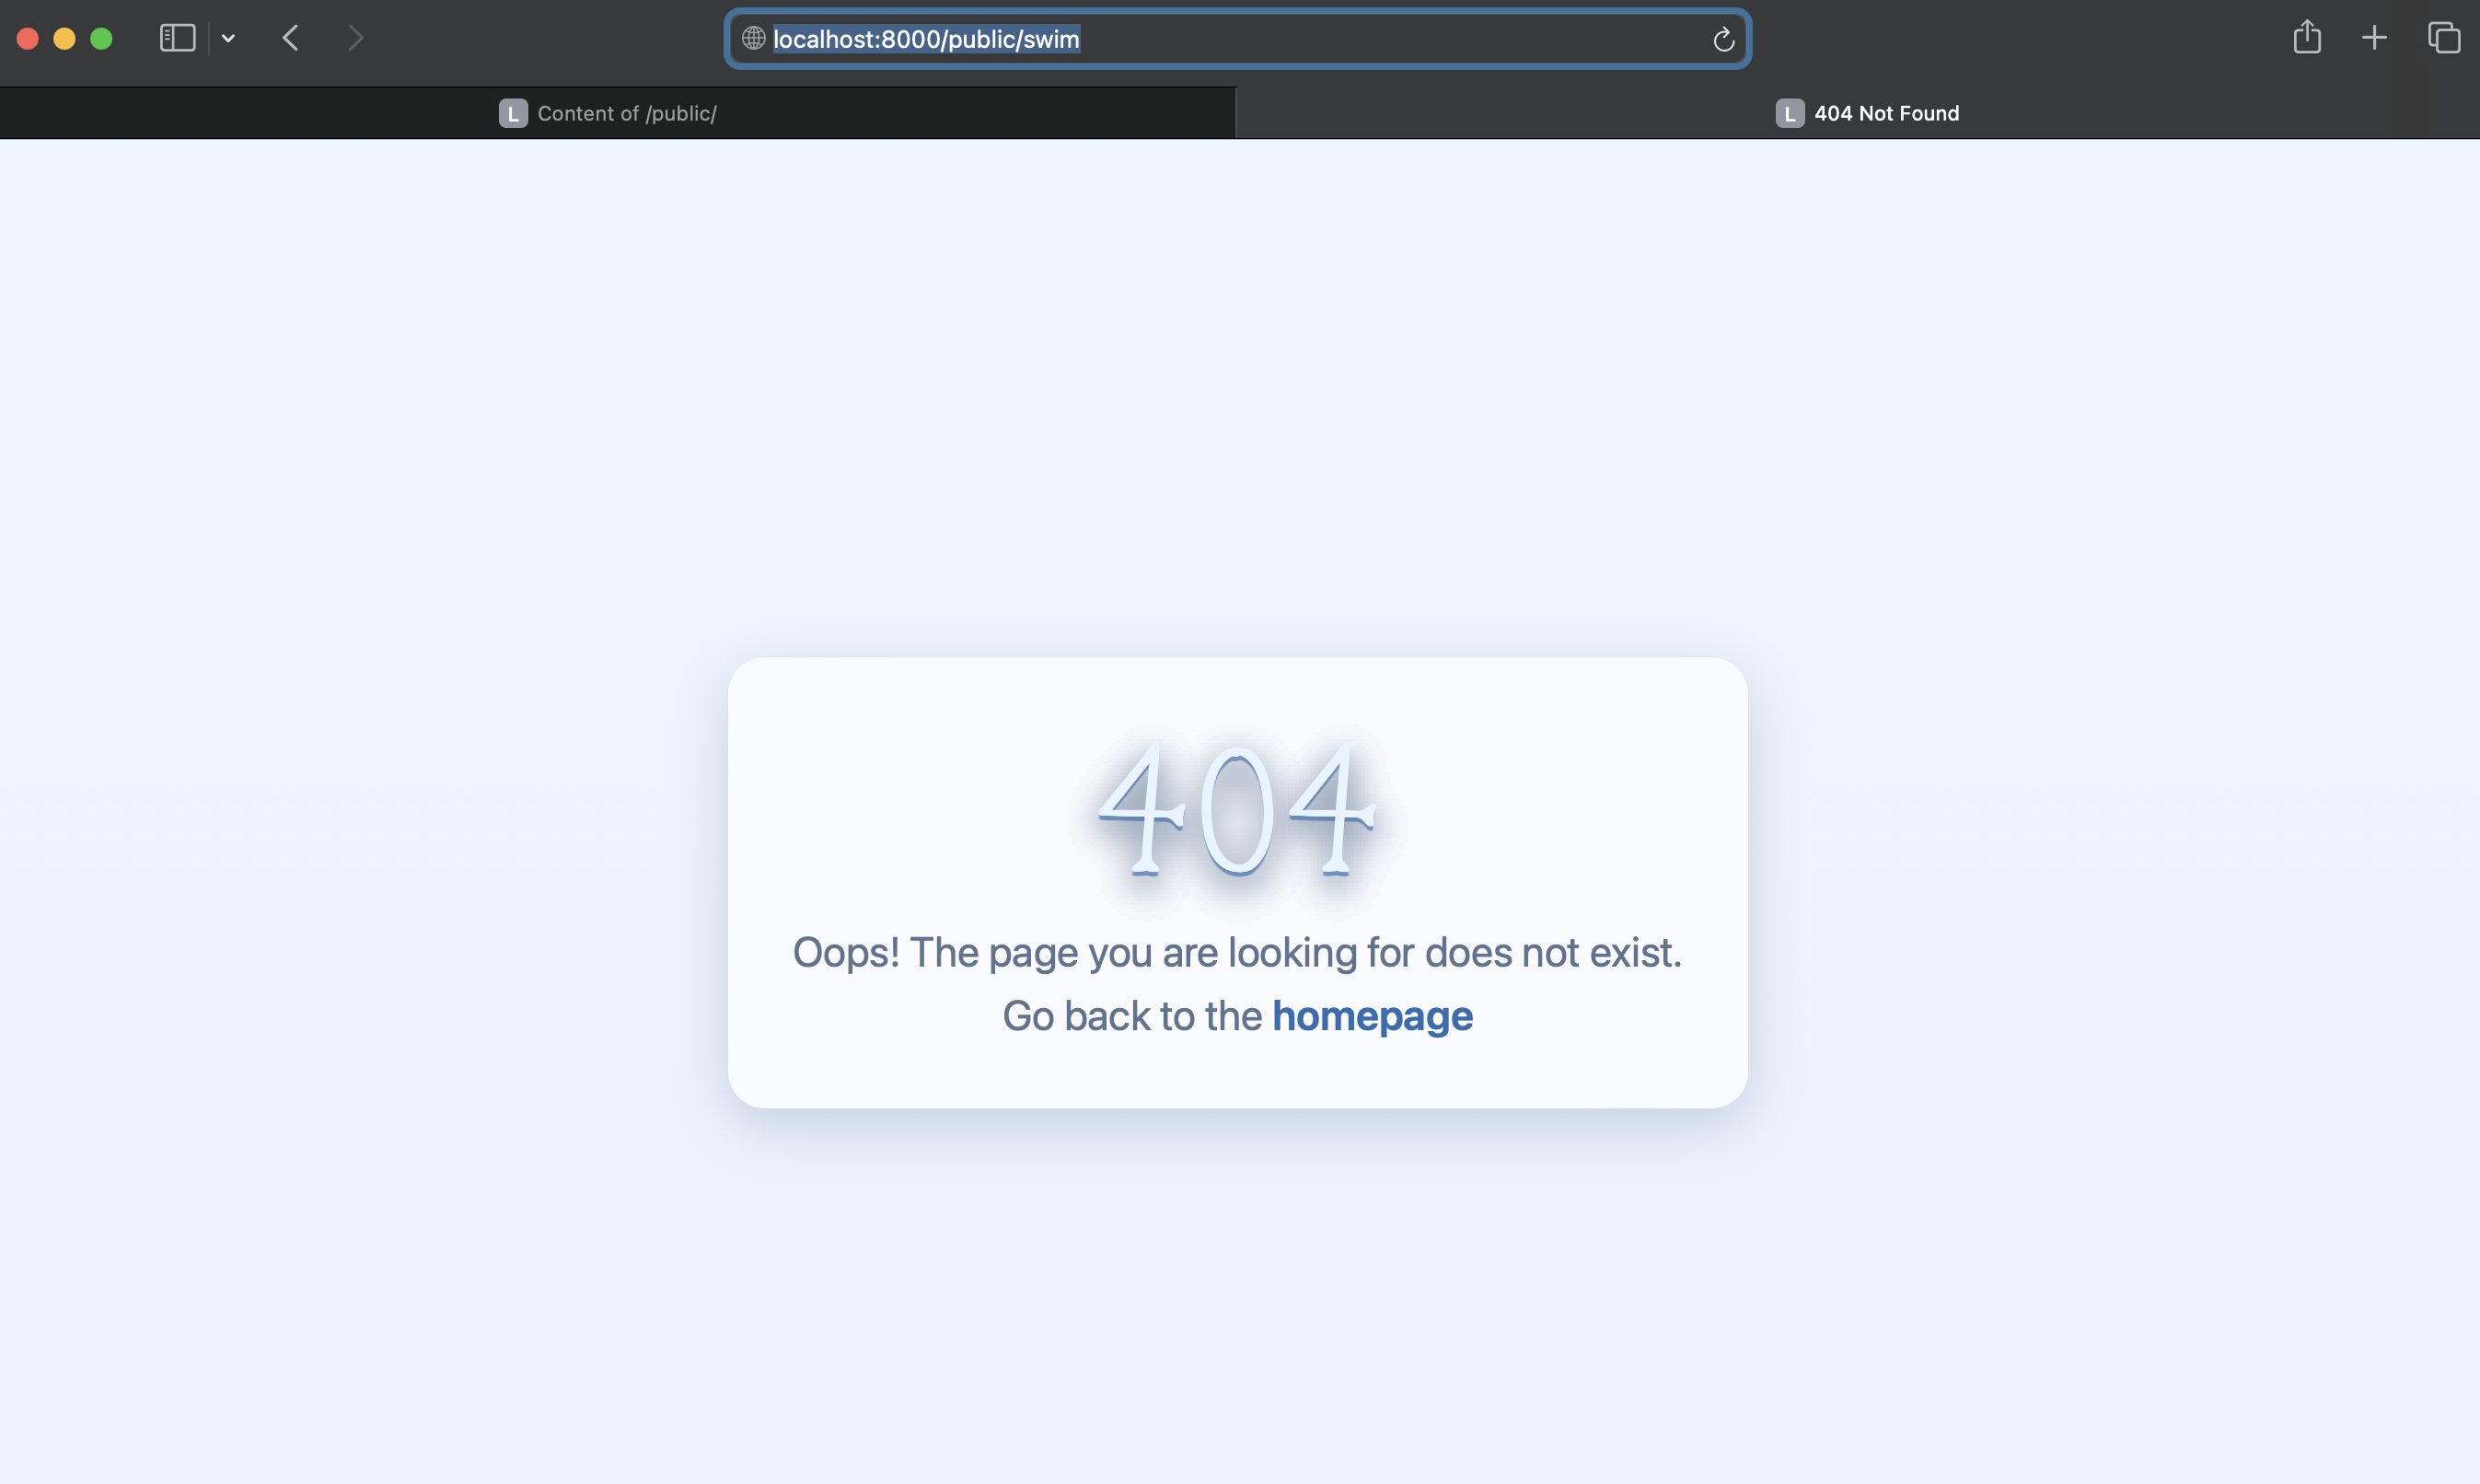 localhost:8000/public/swim
L Content of /public/
L 404 Not Found
404
Oops! The page you are looking for does not exist.
Go back to the homepage